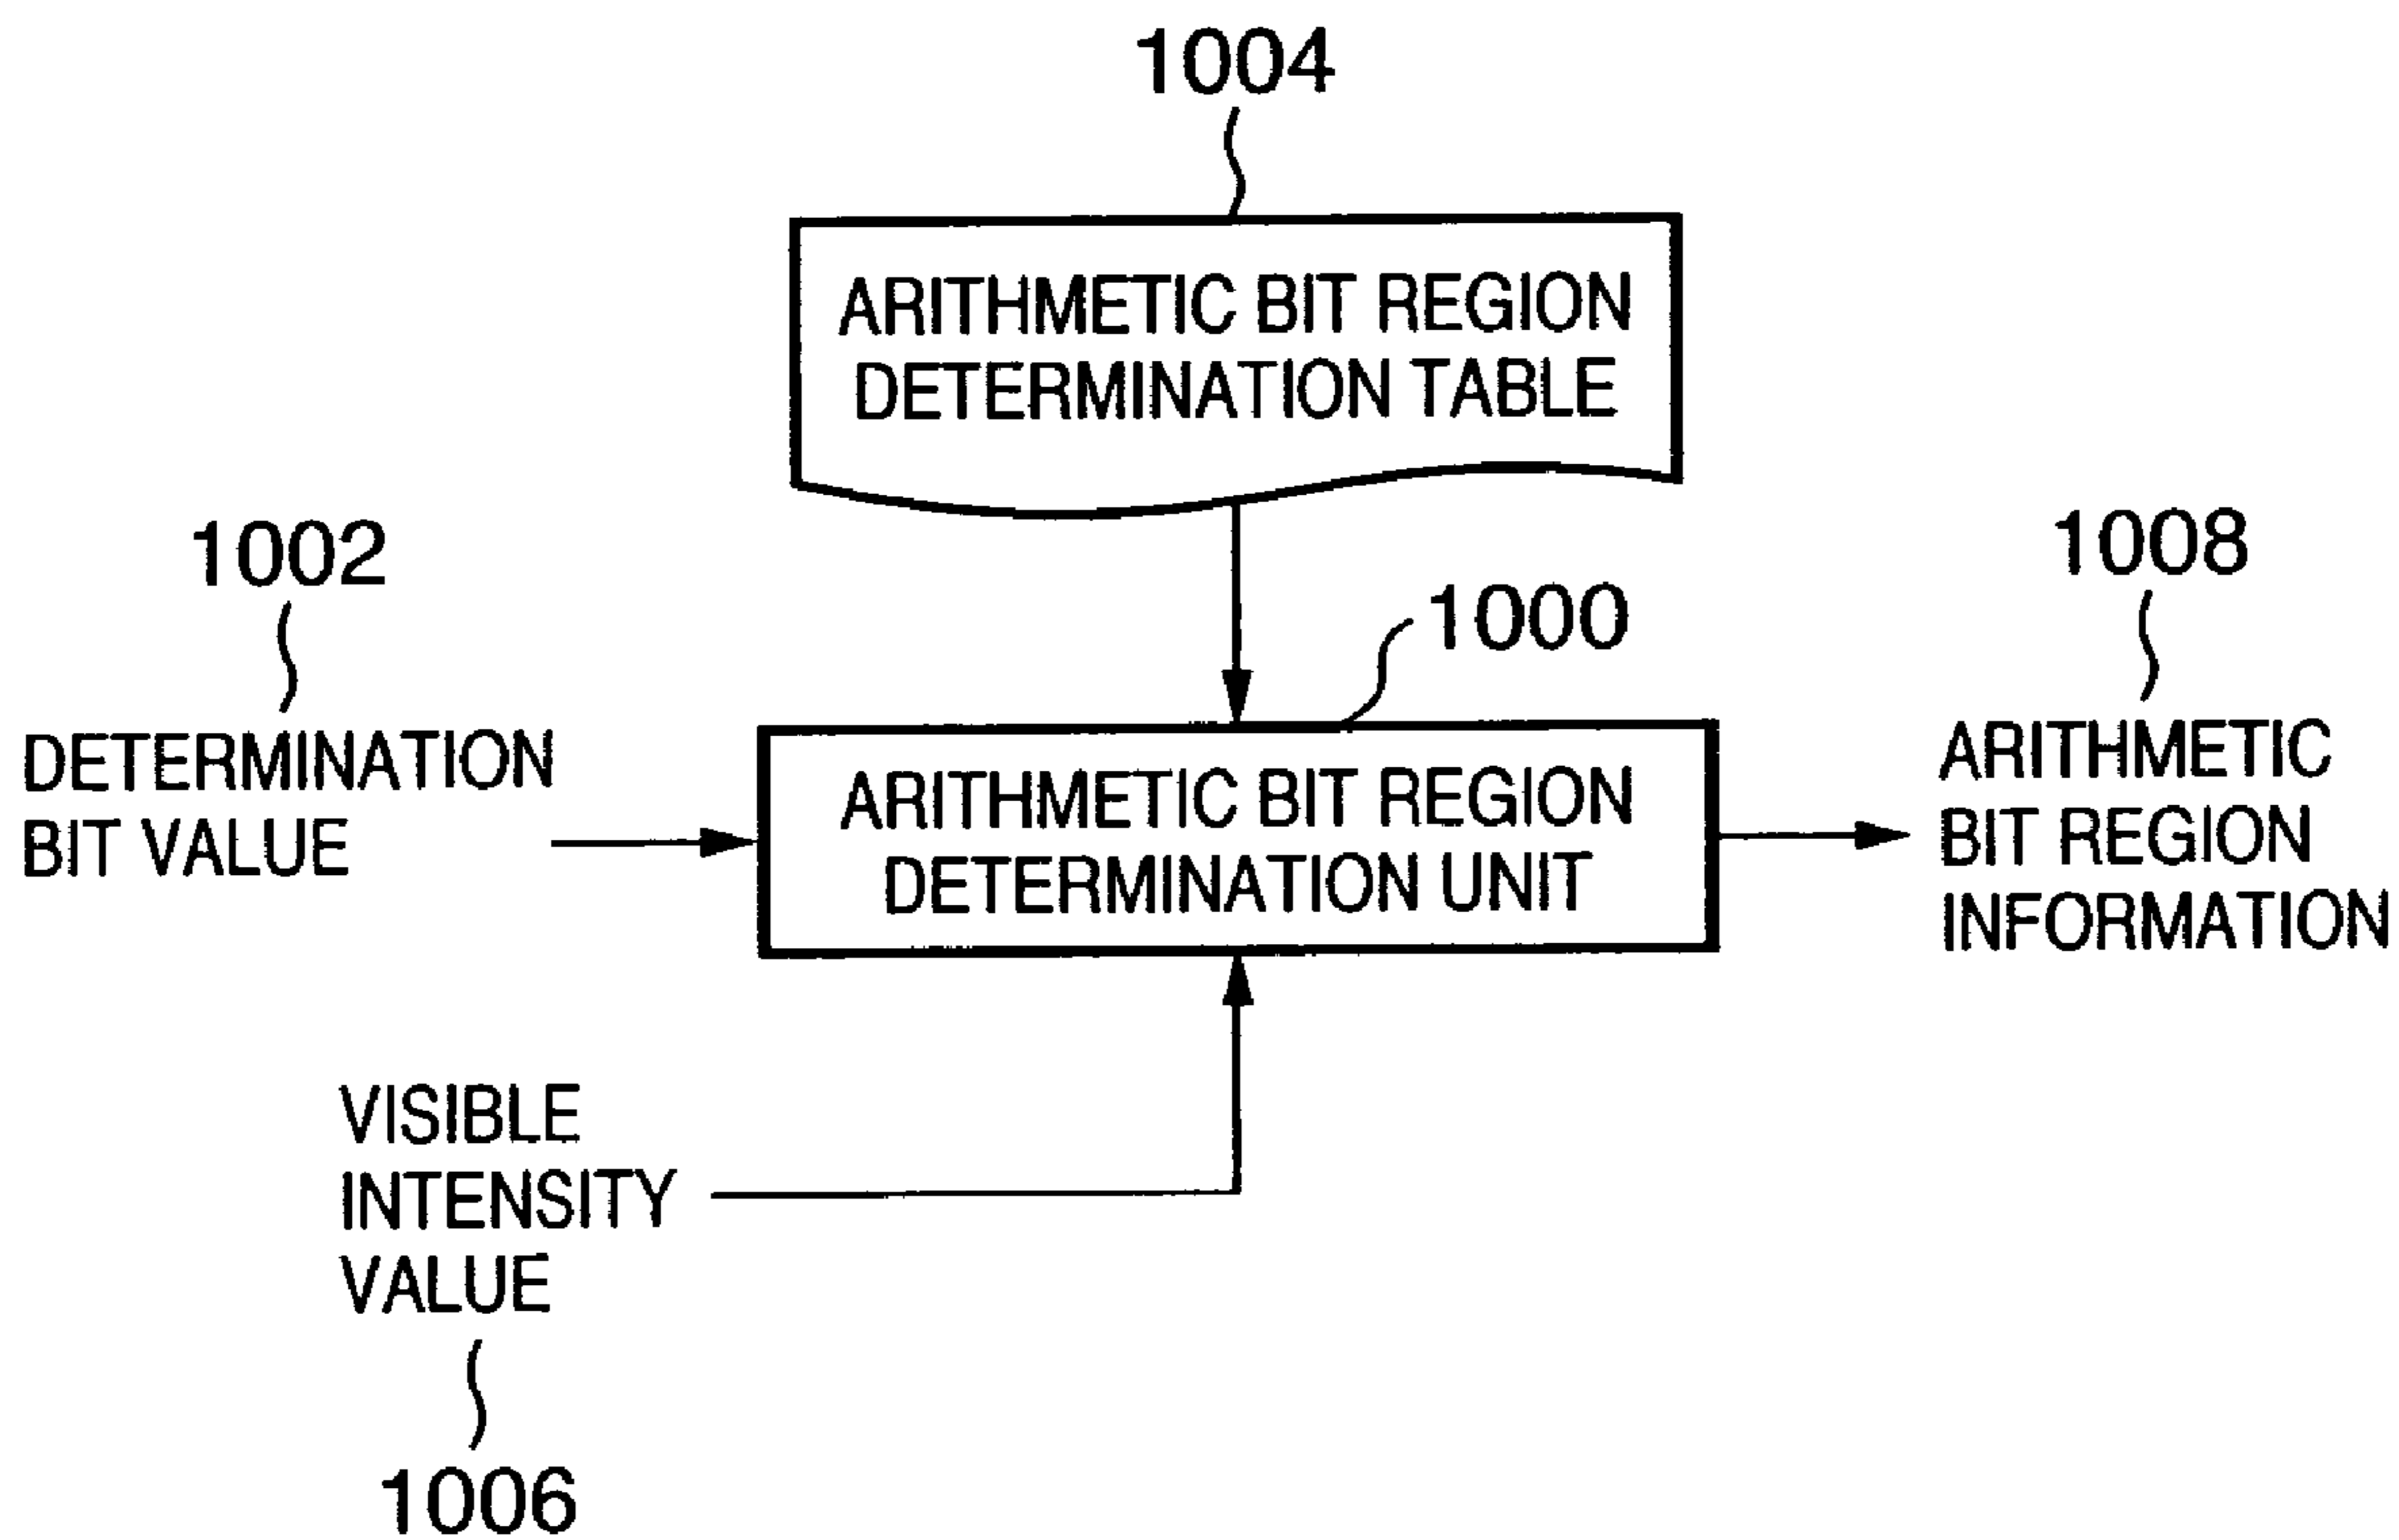 1004
ARITHMETIC BIT REGION
DETERMINATION TABLE
1002
1008
1000
DETERMINATION
BIT VALUE
ARITHMETIC BIT REGION
DETERMINATION UNIT
ARITHMETIC
BIT REGION
INFORMATION
VISIBLE
INTENSITY
VALUE
1006